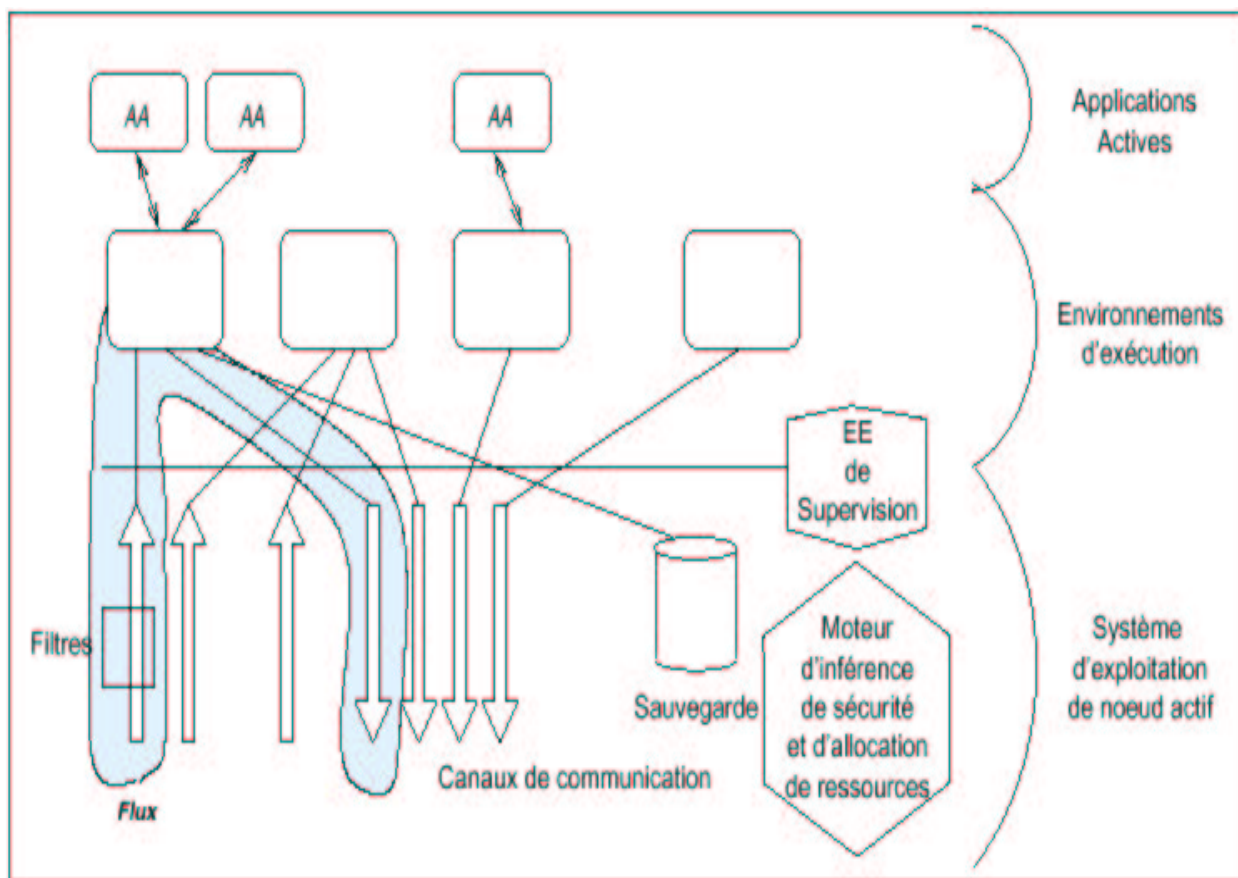 AA
AA
AA
Applications
Actives
Environnements
d'exécution
EE
de
Supervision
Filtres
Sauvegarde
Moteur
d'inférence
de sécurité
et d'allocation
de ressources
Système
d'exploitation
de noeud actif
Canaux de communication
Flux